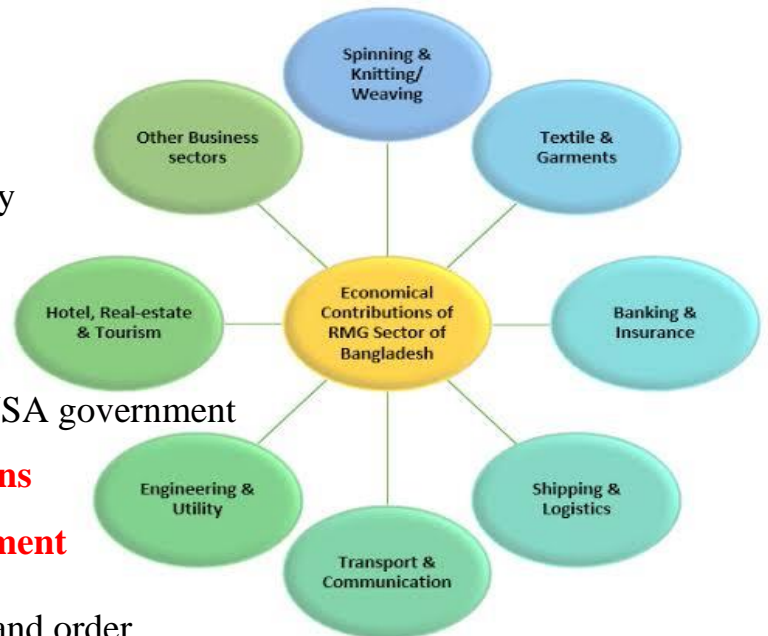 Spinning &
Knitting/
Weaving
Textile &
Garments
Banking &
Insurance
Shipping &
Logistics
Transport &
Communication
Engineering &
Utility
Hotel, Real-estate
& Tourism
Other Business
sectors
Economical
Contributions of
RMG Sector of
Bangladesh
y
SA government
ns
ment
and order